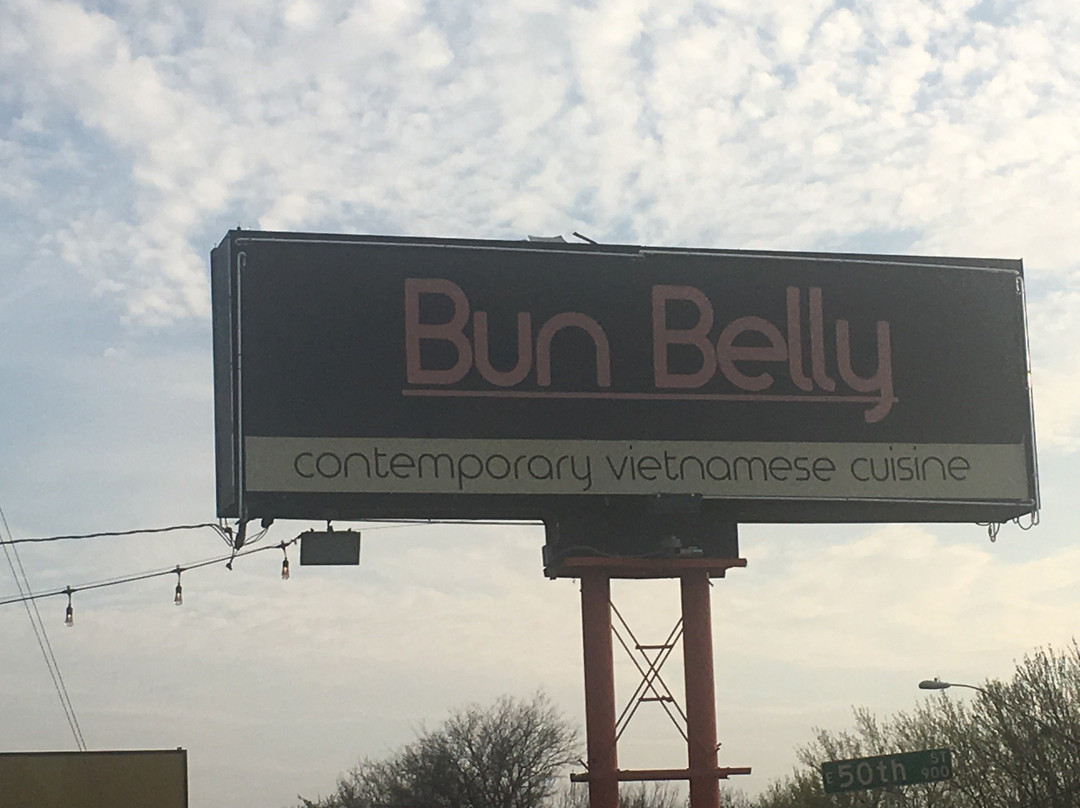 Bun Belly
contemporary vietnamese cuisine
E 50th ST 900